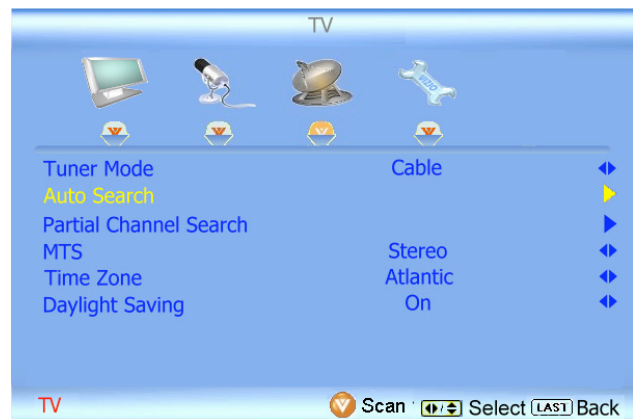 TV
VIZIO
Tuner Mode Cable
Auto Search
Partial Channel Search
MTS Stereo
Time Zone Atlantic
Daylight Saving On
TV Scan Select LAST Back